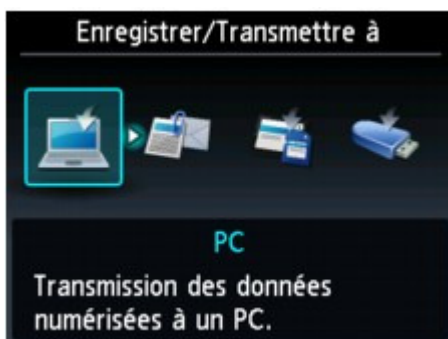 Enregistrer/Transmettre à
PC
Transmission des données
numérisées à un PC.